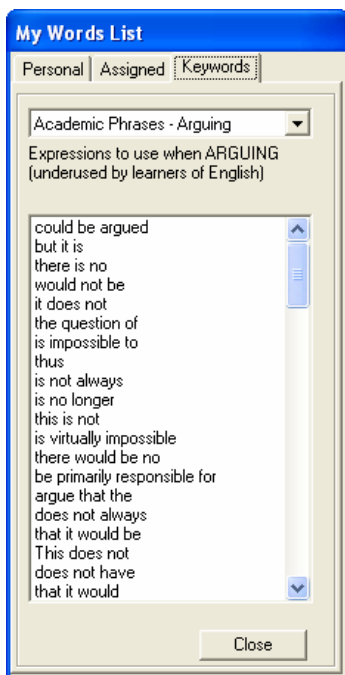 My Words List
Personal Assigned Keywords
Academic Phrases - Arguing
Expressions to use when ARGUING
(underused by learners of English)
could be argued
but it is
there is no
would not be
it does not
the question of
is impossible to
thus
is not always
is no longer
this is not
is virtually impossible
there would be no
be primarily responsible for
argue that the
does not always
that it would be
This does not
does not have
that it would
Close